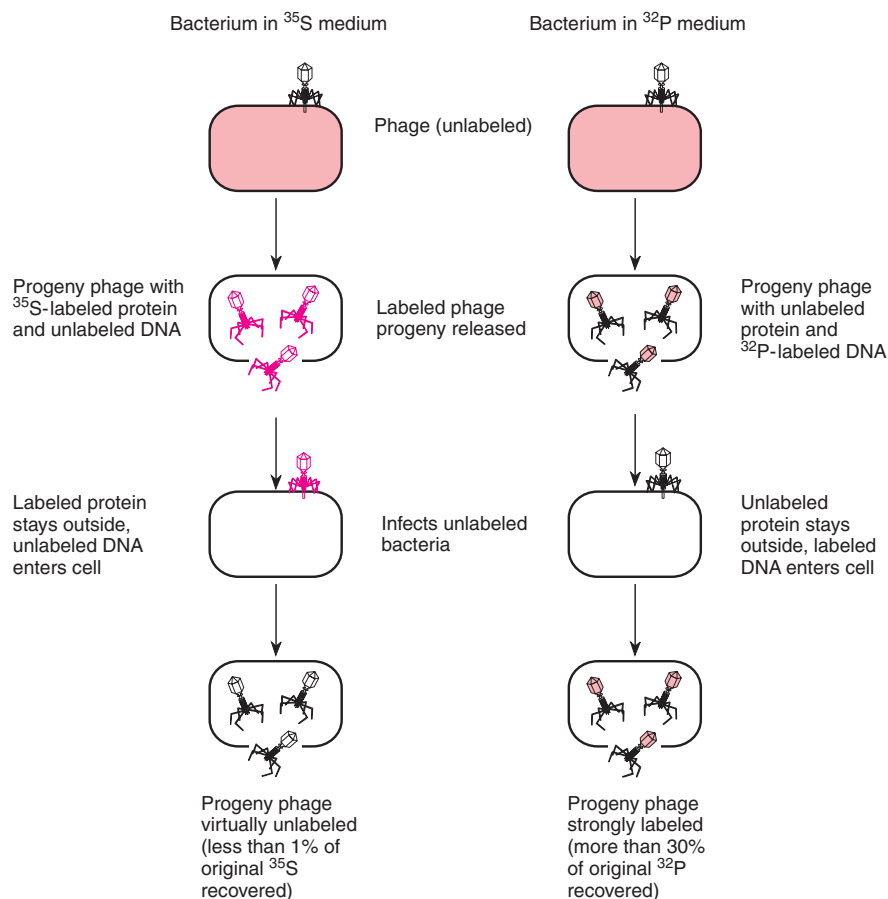 Bacterium in ³⁵S medium
Bacterium in ³²P medium
Phage (unlabeled)
Progeny phage with
³⁵S-labeled protein
and unlabeled DNA
Labeled phage
progeny released
Progeny phage
with unlabeled
protein and
³²P-labeled DNA
Labeled protein
stays outside,
unlabeled DNA
enters cell
Infects unlabeled
bacteria
Unlabeled
protein stays
outside, labeled
DNA enters cell
Progeny phage
virtually unlabeled
(less than 1% of
original ³⁵S
recovered)
Progeny phage
strongly labeled
(more than 30%
of original ³²P
recovered)